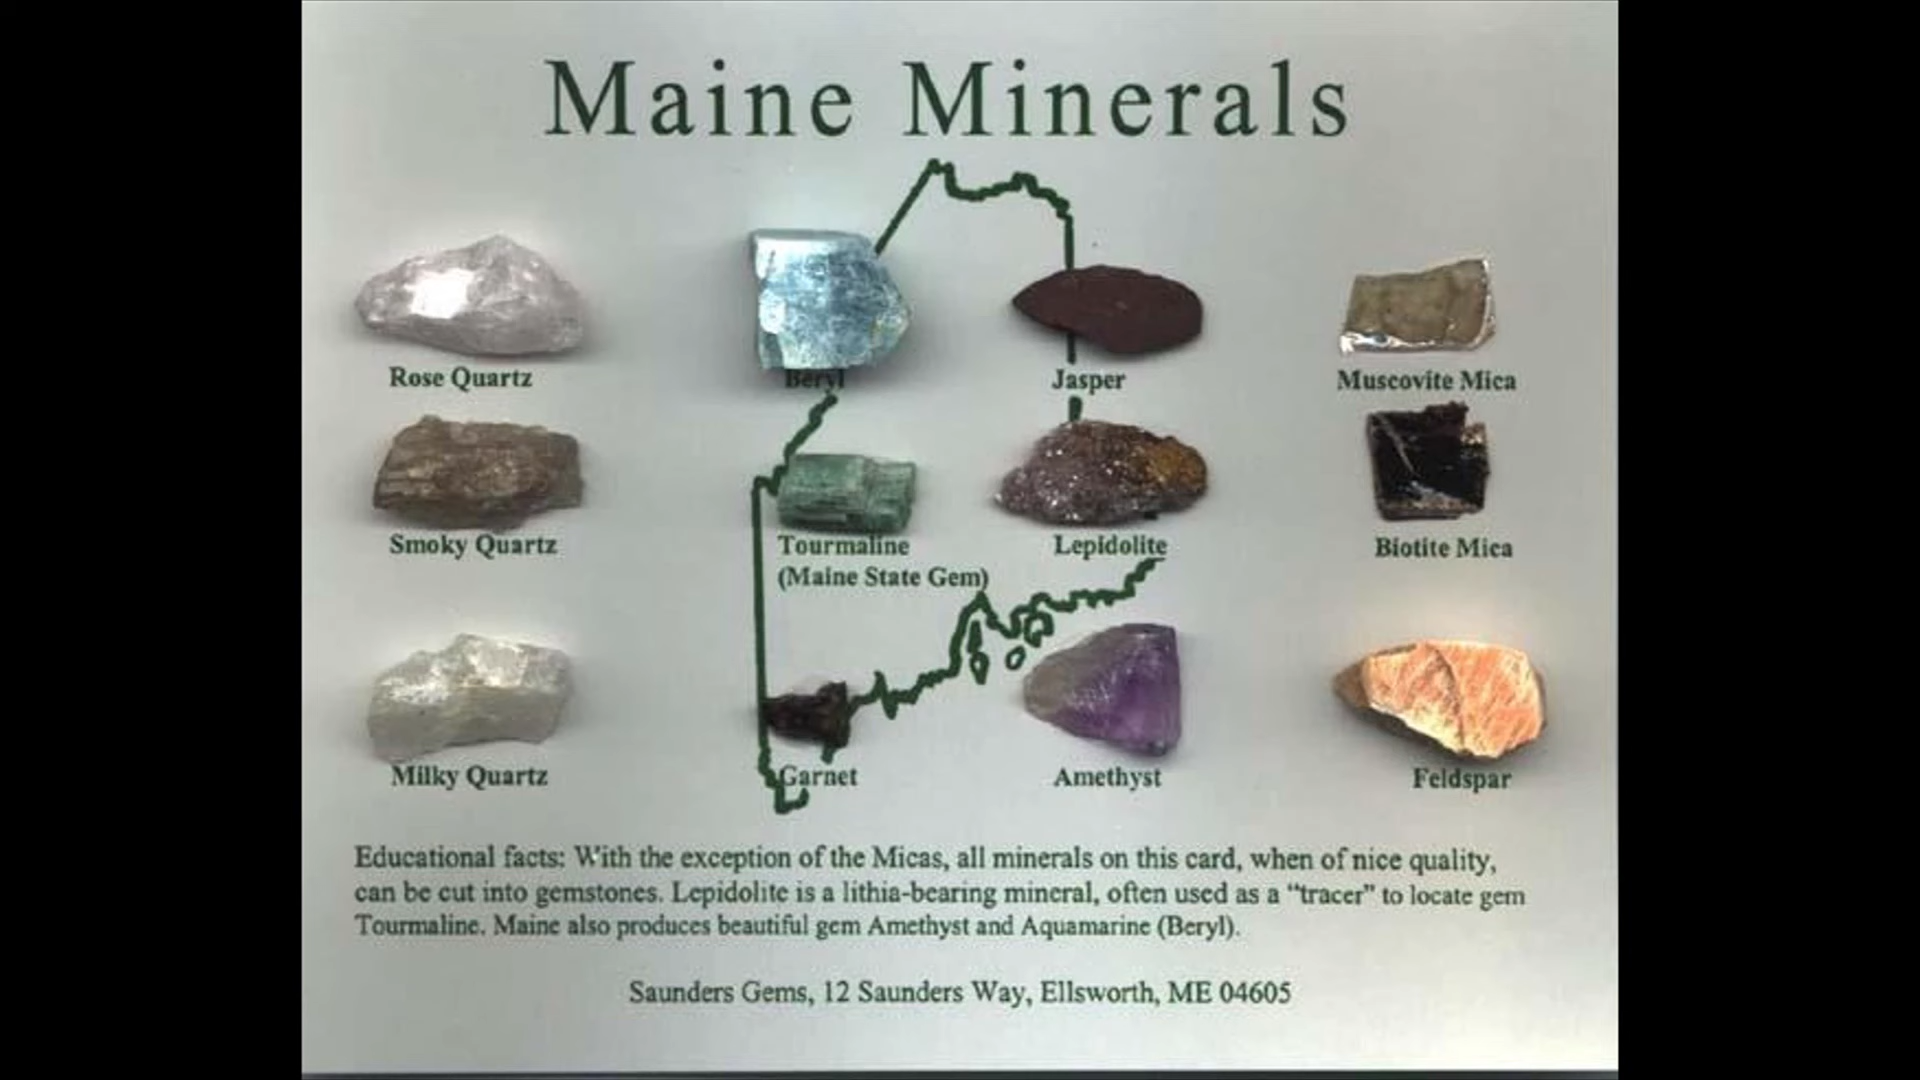 Maine Minerals
Rose Quartz
Beryl
Jasper
Muscovite Mica
Smoky Quartz
Tourmaline
(Maine State Gem)
Lepidolite
Biotite Mica
Milky Quartz
Garnet
Amethyst
Feldspar
Educational facts: With the exception of the Micas, all minerals on this card, when of nice quality,
can be cut into gemstones. Lepidolite is a lithia-bearing mineral, often used as a "tracer" to locate gem
Tourmaline. Maine also produces beautiful gem Amethyst and Aquamarine (Beryl).
Saunders Gems, 12 Saunders Way, Ellsworth, ME 04605